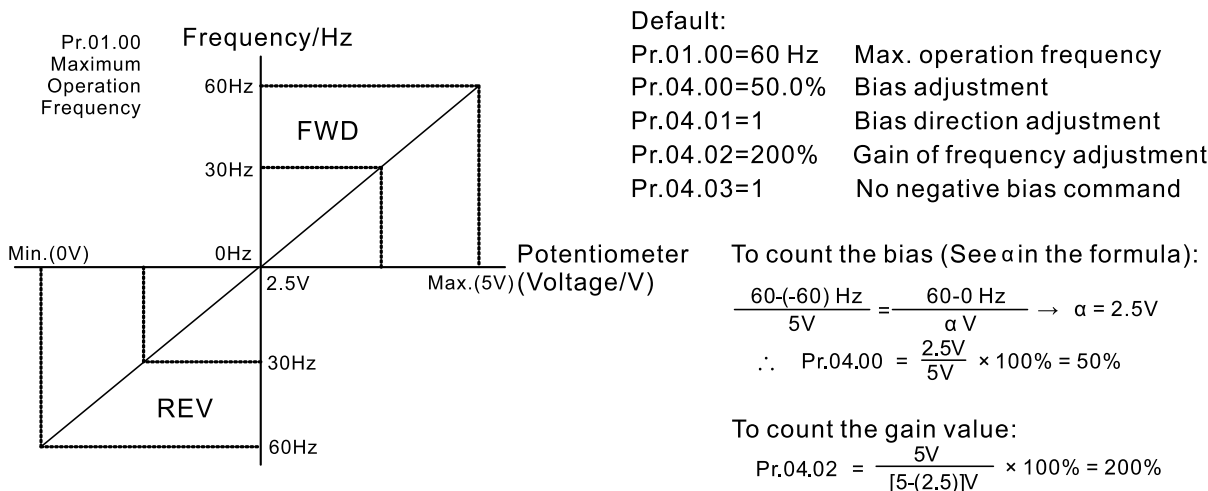 Pr.01.00
Maximum
Operation
Frequency
Frequency/Hz
60Hz
FWD
30Hz
Min.(0V)
0Hz
2.5V
Max.(5V)
Potentiometer
(Voltage/V)
30Hz
REV
60Hz
Default:
Pr.01.00=60 Hz Max. operation frequency
Pr.04.00=50.0% Bias adjustment
Pr.04.01=1 Bias direction adjustment
Pr.04.02=200% Gain of frequency adjustment
Pr.04.03=1 No negative bias command
To count the bias (See α in the formula):
60-(-60) Hz
5V
=
60-0 Hz
α V
→ α = 2.5V
∴ Pr.04.00 = 2.5V
5V
× 100% = 50%
To count the gain value:
Pr.04.02 = 5V
[5-(2.5)]V
× 100% = 200%